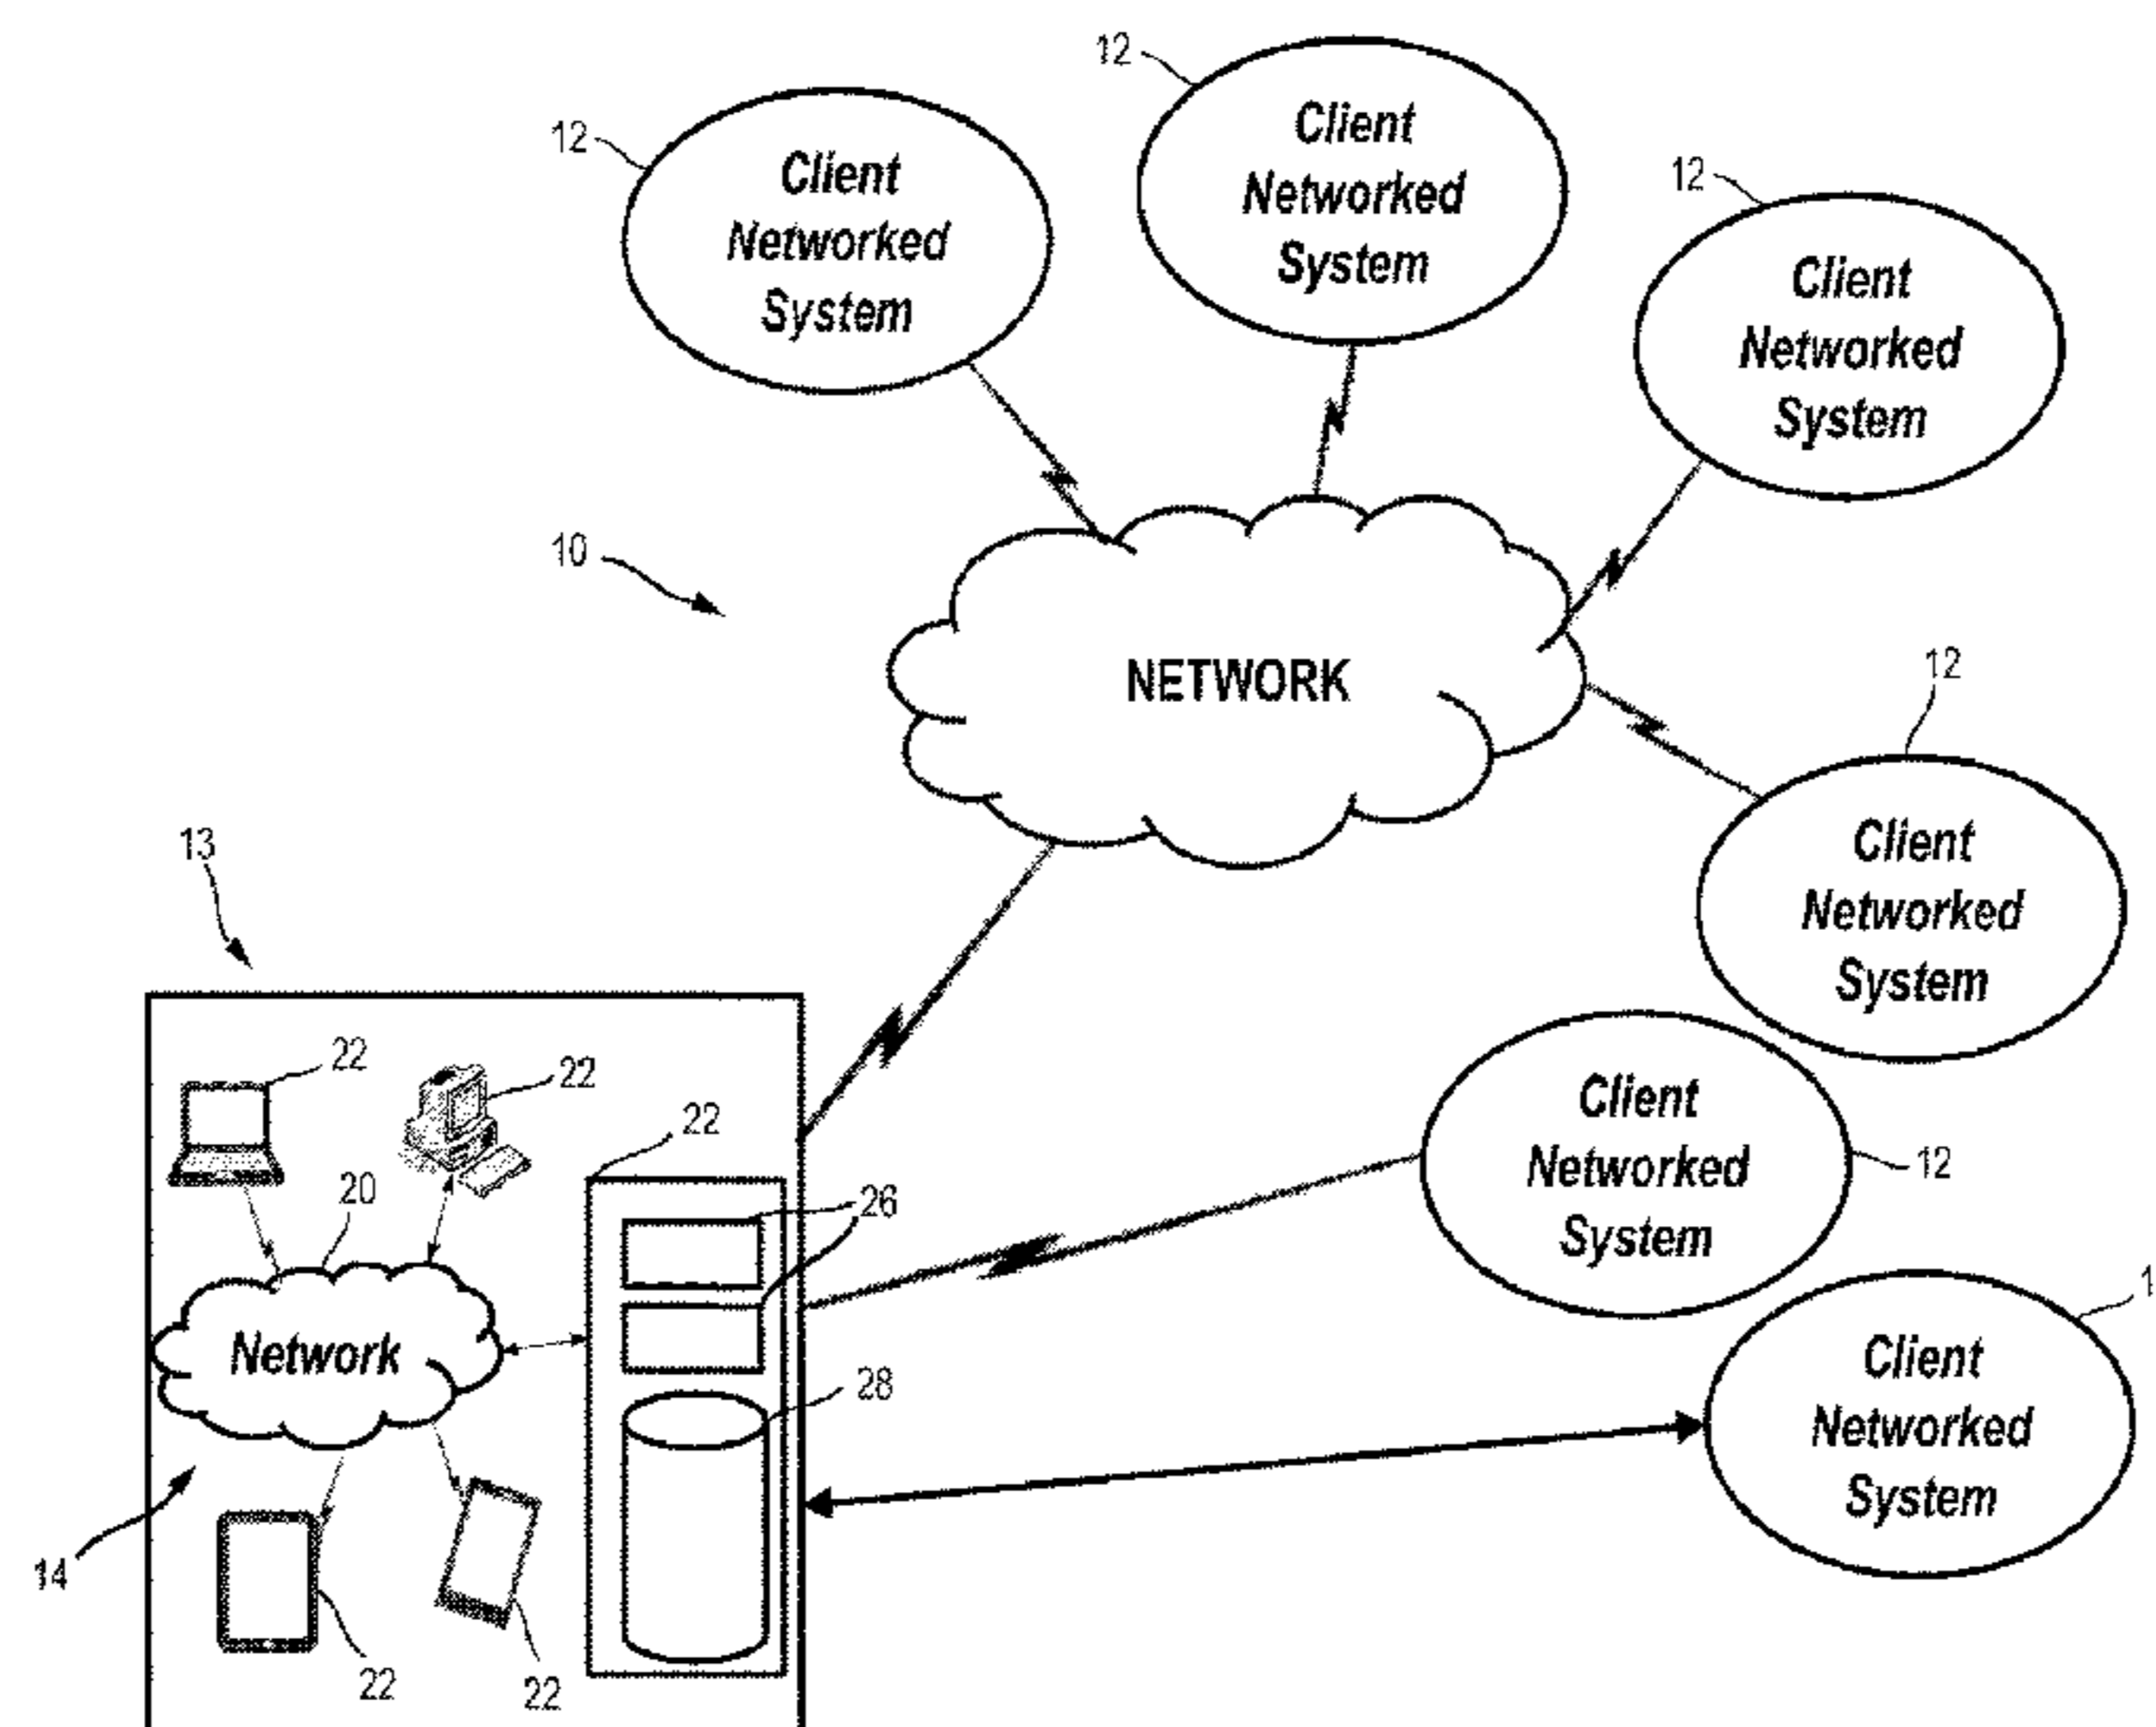 12
Client
Networked
System
12
Client
Networked
System
12
Client
Networked
System
10
NETWORK
12
Client
Networked
System
13
22
22
22
20
26
Network
28
14
22
22
Client
Networked
System
12
1
Client
Networked
System